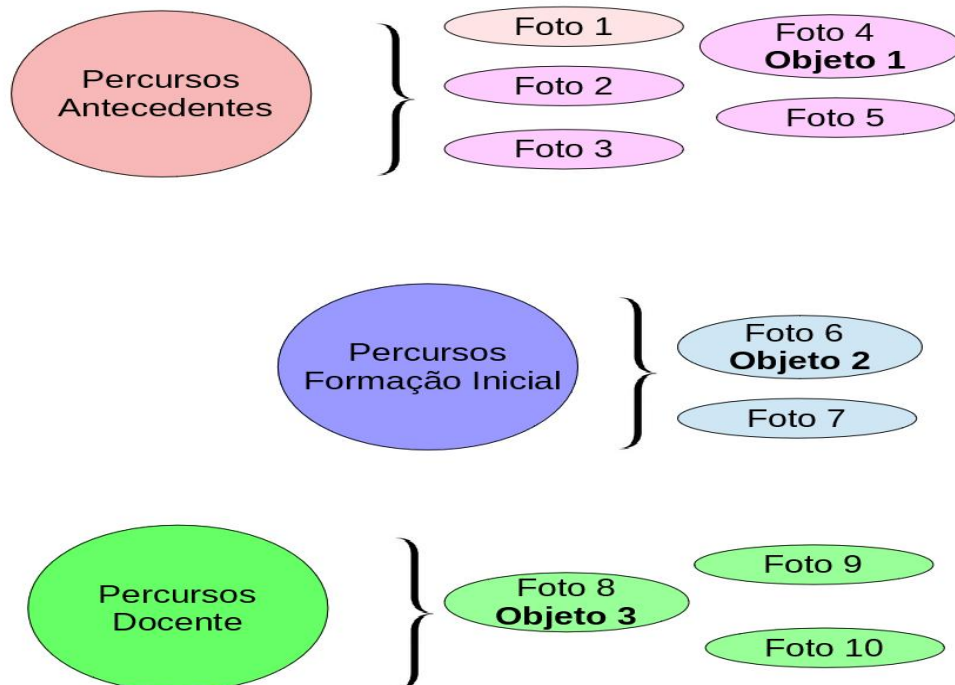 Percursos
Antecedentes
Foto 1
Foto 2
Foto 3
Foto 4
Objeto 1
Foto 5
Percursos
Formação Inicial
Foto 6
Objeto 2
Foto 7
Percursos
Docente
Foto 8
Objeto 3
Foto 9
Foto 10